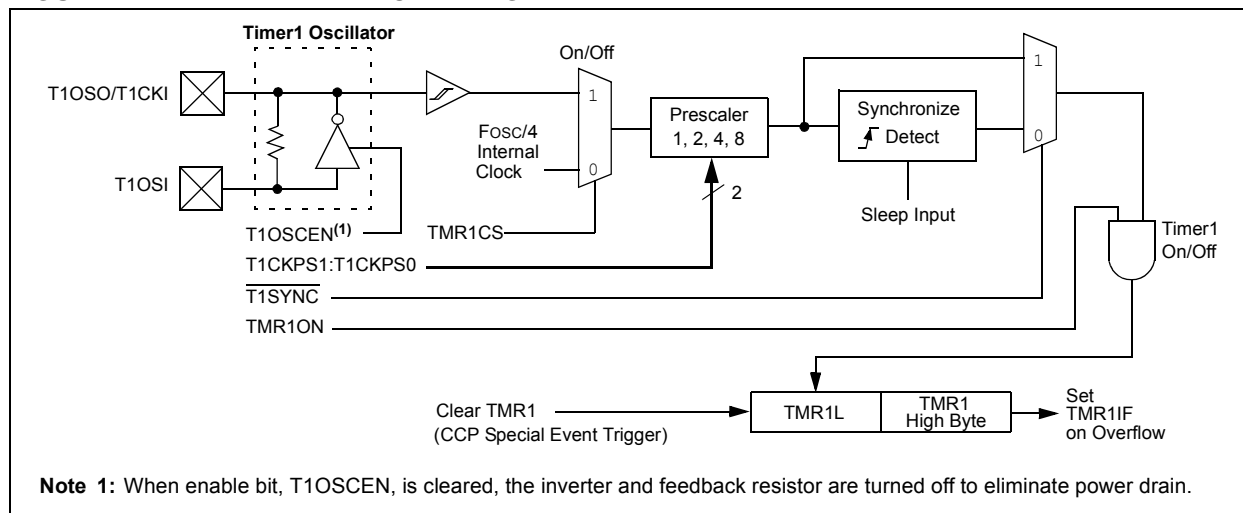 Timer1 Oscillator
On/Off
T1OSO/T1CKI
1
FOSC/4
Internal
Clock
0
Prescaler
1, 2, 4, 8
Synchronize
Detect
1
0
T1OSI
2
Sleep Input
T1OSCEN(1)
TMR1CS
Timer1
On/Off
T1CKPS1:T1CKPS0
T1SYNC
TMR1ON
Clear TMR1
(CCP Special Event Trigger)
TMR1L
TMR1
High Byte
Set
TMR1IF
on Overflow
Note 1: When enable bit, T1OSCEN, is cleared, the inverter and feedback resistor are turned off to eliminate power drain.